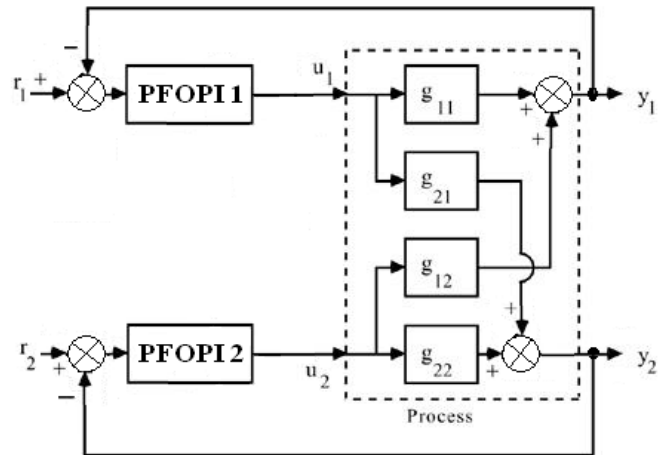 −
r1 + PFOPI 1 u1 g11 + y1
+
g21
g12
+
r2 + PFOPI 2 u2 g22 + y2
−
Process